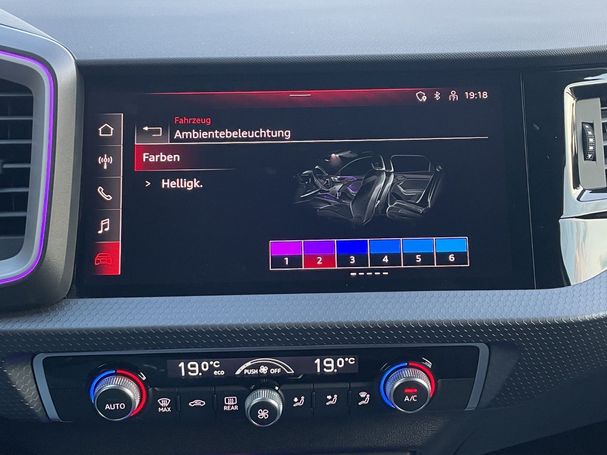 19:18
Fahrzeug
Ambientebeleuchtung
Farben
> Helligk.
1 2 3 4 5 6
19.0°C eco PUSH OFF 19.0°C
AUTO MAX REAR A/C